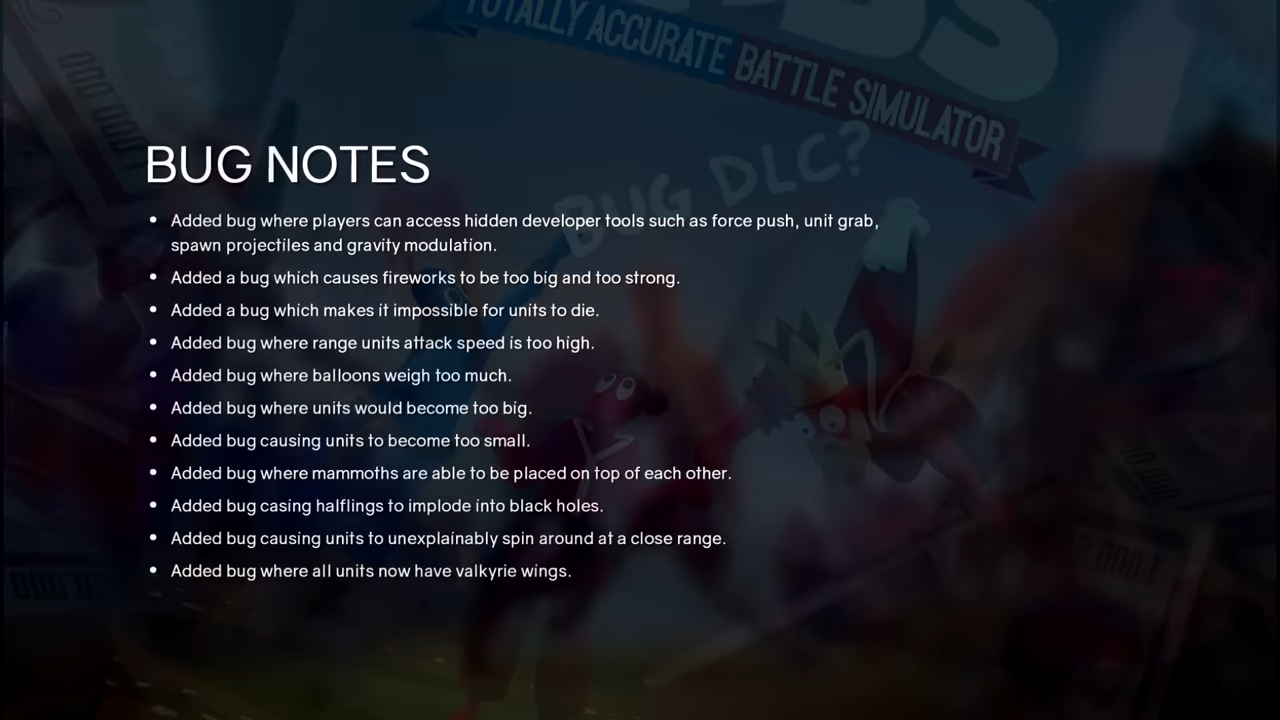 TOTALLY ACCURATE BATTLE SIMULATOR
BUG DLC?
BUG NOTES
• Added bug where players can access hidden developer tools such as force push, unit grab,
spawn projectiles and gravity modulation.
• Added a bug which causes fireworks to be too big and too strong.
• Added a bug which makes it impossible for units to die.
• Added bug where range units attack speed is too high.
• Added bug where balloons weigh too much.
• Added bug where units would become too big.
• Added bug causing units to become too small.
• Added bug where mammoths are able to be placed on top of each other.
• Added bug casing halflings to implode into black holes.
• Added bug causing units to unexplainably spin around at a close range.
• Added bug where all units now have valkyrie wings.